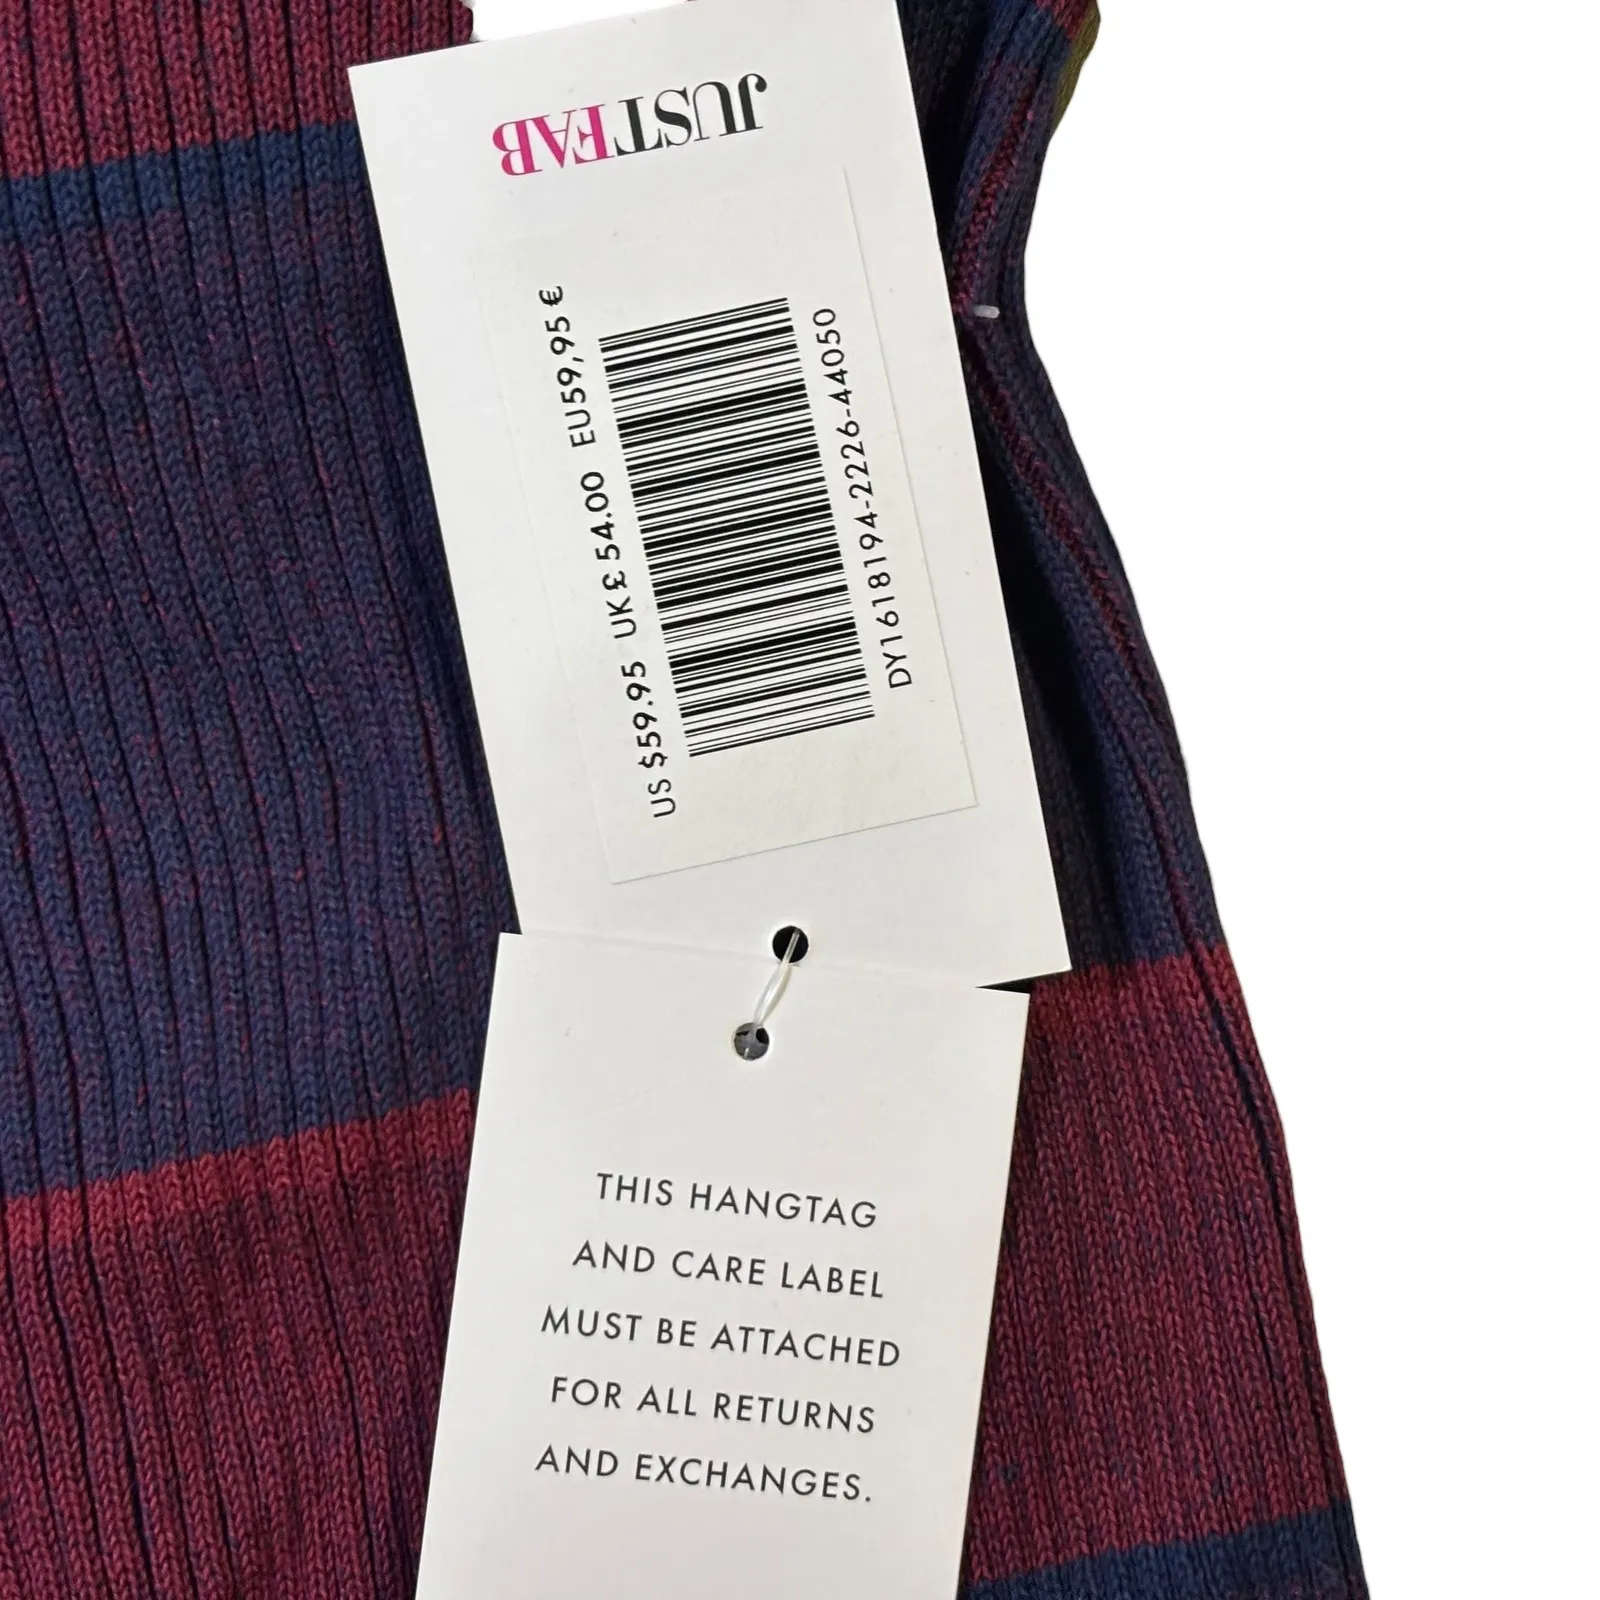 JUSTFAB
US $59.95 UK£ 54.00 EU59,95€
DY1618194-2226-44050
THIS HANGTAG
AND CARE LABEL
MUST BE ATTACHED
FOR ALL RETURNS
AND EXCHANGES.